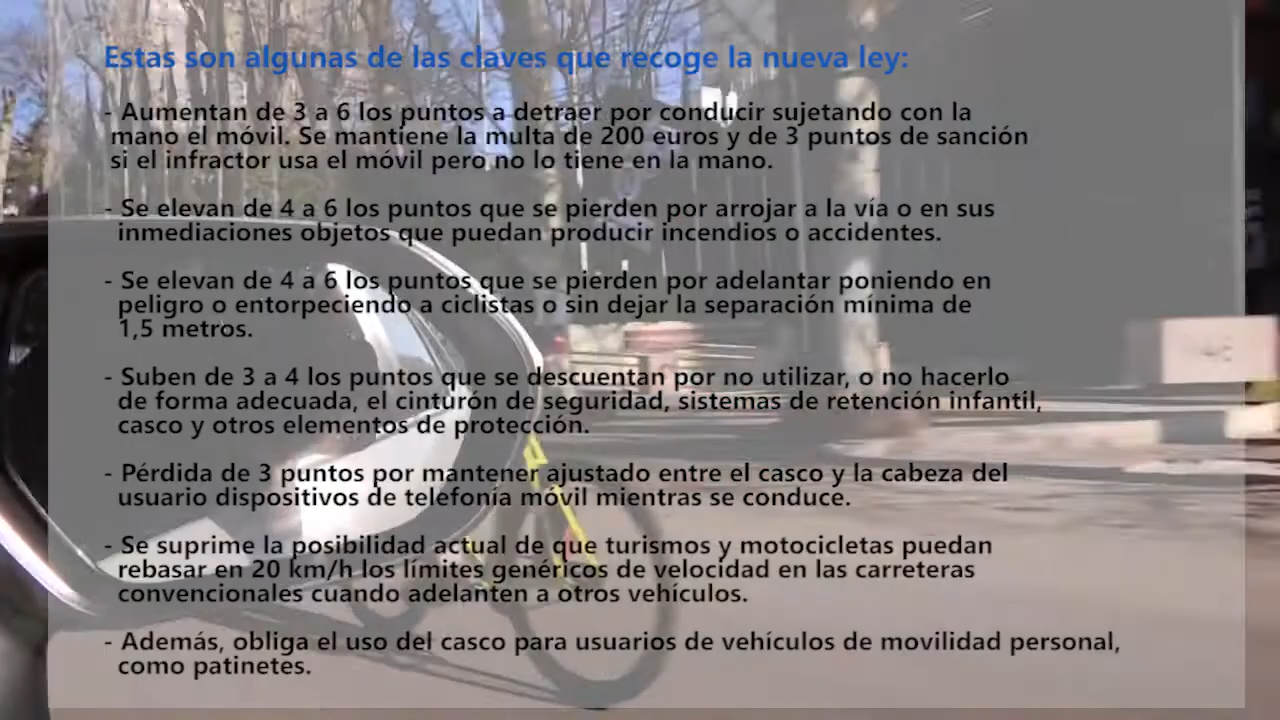 Estas son algunas de las claves que recoge la nueva ley:
- Aumentan de 3 a 6 los puntos a detraer por conducir sujetando con la
mano el móvil. Se mantiene la multa de 200 euros y de 3 puntos de sanción
si el infractor usa el móvil pero no lo tiene en la mano.
- Se elevan de 4 a 6 los puntos que se pierden por arrojar a la vía o en sus
inmediaciones objetos que puedan producir incendios o accidentes.
- Se elevan de 4 a 6 los puntos que se pierden por adelantar poniendo en
peligro o entorpeciendo a ciclistas o sin dejar la separación mínima de
1,5 metros.
- Suben de 3 a 4 los puntos que se descuentan por no utilizar, o no hacerlo
de forma adecuada, el cinturón de seguridad, sistemas de retención infantil,
casco y otros elementos de protección.
- Pérdida de 3 puntos por mantener ajustado entre el casco y la cabeza del
usuario dispositivos de telefonía móvil mientras se conduce.
- Se suprime la posibilidad actual de que turismos y motocicletas puedan
rebasar en 20 km/h los límites genéricos de velocidad en las carreteras
convencionales cuando adelanten a otros vehículos.
- Además, obliga el uso del casco para usuarios de vehículos de movilidad personal,
como patinetes.